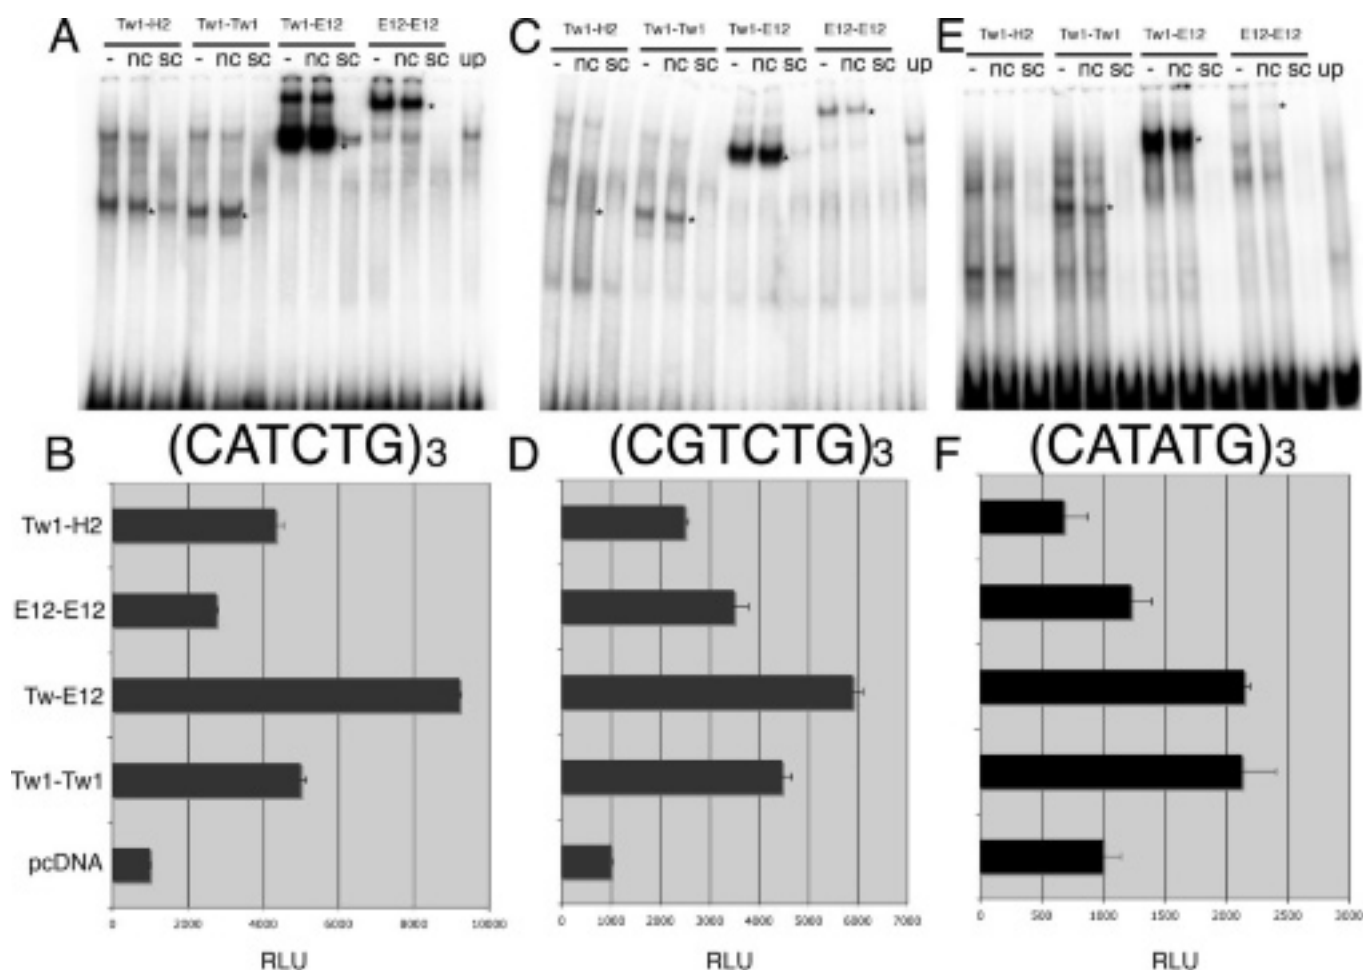 A Tw1-H2 Tw1-Tw1 Tw1-E12 E12-E12
- nc sc - nc sc - nc sc - nc sc up
C Tw1-H2 Tw1-Tw1 Tw1-E12 E12-E12
- nc sc - nc sc - nc sc - nc sc up
E Tw1-H2 Tw1-Tw1 Tw1-E12 E12-E12
- nc sc - nc sc - nc sc - nc sc up
B (CATCTG)3
Tw1-H2
E12-E12
Tw-E12
Tw1-Tw1
pcDNA
0 2000 4000 6000 8000 10000
RLU
D (CGTCTG)3
0 1000 2000 3000 4000 5000 6000 7000
RLU
F (CATATG)3
0 500 1000 1500 2000 2500 3000
RLU